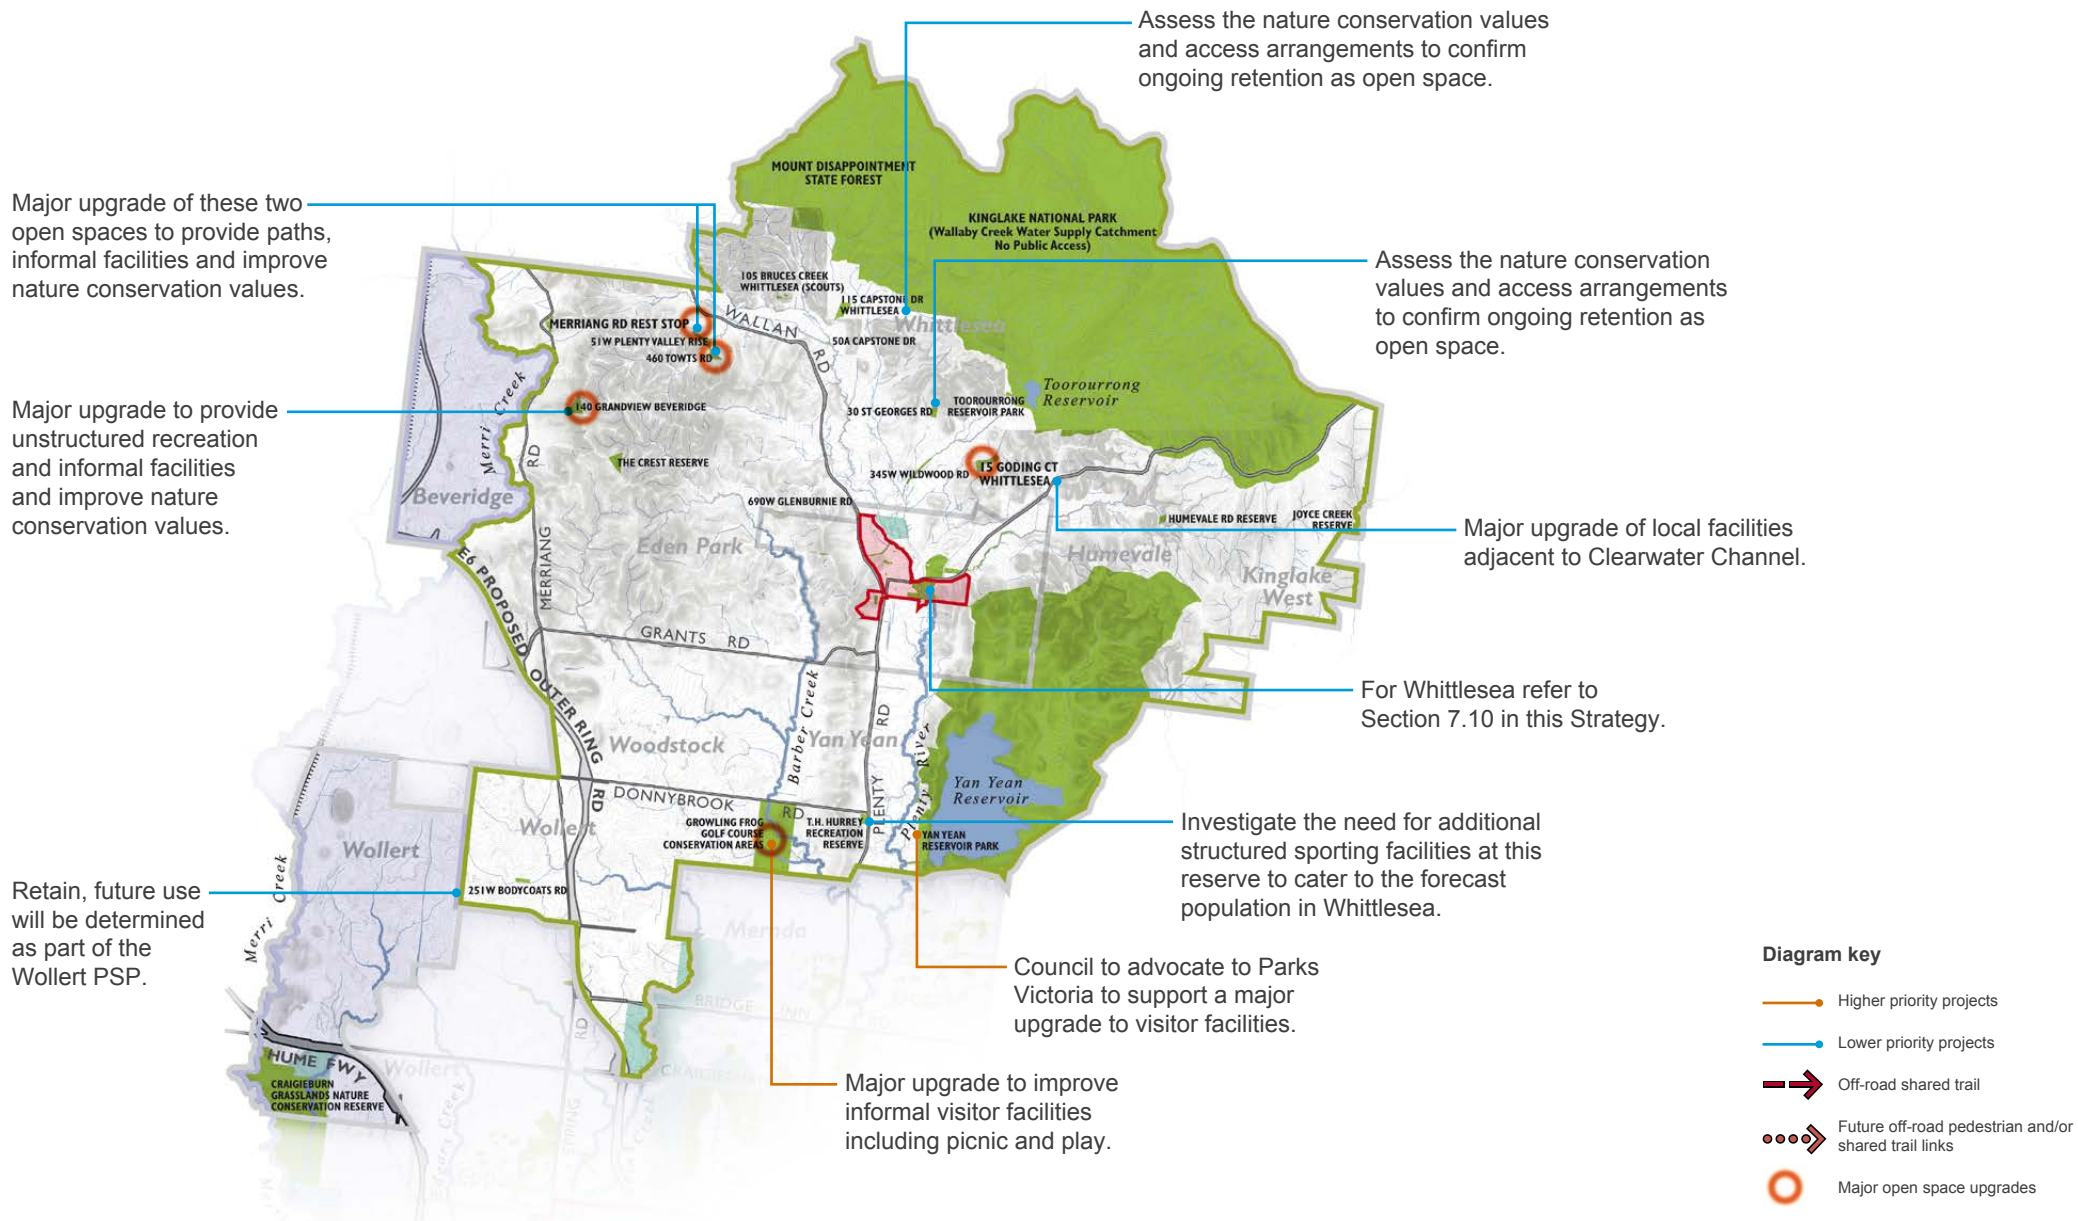 Assess the nature conservation values
and access arrangements to confirm
ongoing retention as open space.
Major upgrade of these two
open spaces to provide paths,
informal facilities and improve
nature conservation values.
Major upgrade to provide
unstructured recreation
and informal facilities
and improve nature
conservation values.
Retain, future use
will be determined
as part of the
Wollert PSP.
Assess the nature conservation
values and access arrangements
to confirm ongoing retention as
open space.
Major upgrade of local facilities
adjacent to Clearwater Channel.
For Whittlesea refer to
Section 7.10 in this Strategy.
Investigate the need for additional
structured sporting facilities at this
reserve to cater to the forecast
population in Whittlesea.
Council to advocate to Parks
Victoria to support a major
upgrade to visitor facilities.
Major upgrade to improve
informal visitor facilities
including picnic and play.
MOUNT DISAPPOINTMENT
STATE FOREST
KINGLAKE NATIONAL PARK
(Wallaby Creek Water Supply Catchment
No Public Access)
105 BRUCES CREEK
WHITTLESEA (SCOUTS)
115 CAPSTONE DR
WHITTLESEA
Whittlesea
50A CAPSTONE DR
WALLAN
RD
MERRIANG RD REST STOP
51W PLENTY VALLEY RISE
460 TOWTS RD
140 GRANDVIEW BEVERIDGE
THE CREST RESERVE
Merri Creek
RD
Beveridge
MERRIANG
Toorourrong
Reservoir
TOOROURRONG
RESERVOIR PARK
30 ST GEORGES RD
345W WILDWOOD RD
15 GODING CT
WHITTLESEA
690W GLENBURNIE RD
HUMEVALE RD RESERVE
JOYCE CREEK
RESERVE
Eden Park
Humevale
Kinglake
West
E6 PROPOSED OUTER RING
RD
GRANTS RD
Barber Creek
Woodstock
Yan Yean
PLENTY RD
Plenty River
Yan Yean
Reservoir
DONNYBROOK RD
GROWLING FROG
GOLF COURSE
CONSERVATION AREAS
T.H. HURREY
RECREATION
RESERVE
YAN YEAN
RESERVOIR PARK
Wollert
Wollert
251W BODYCOATS RD
Merri Creek
Mernda
BRIDGE INN RD
HUME FWY
Wollert
CRAIGIEBURN
GRASSLANDS NATURE
CONSERVATION RESERVE
Edgars Creek
SPRING
RD
Diagram key
Higher priority projects
Lower priority projects
Off-road shared trail
Future off-road pedestrian and/or
shared trail links
Major open space upgrades